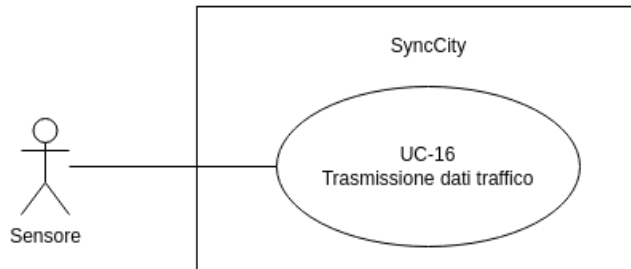 SyncCity
UC-16
Trasmissione dati traffico
Sensore